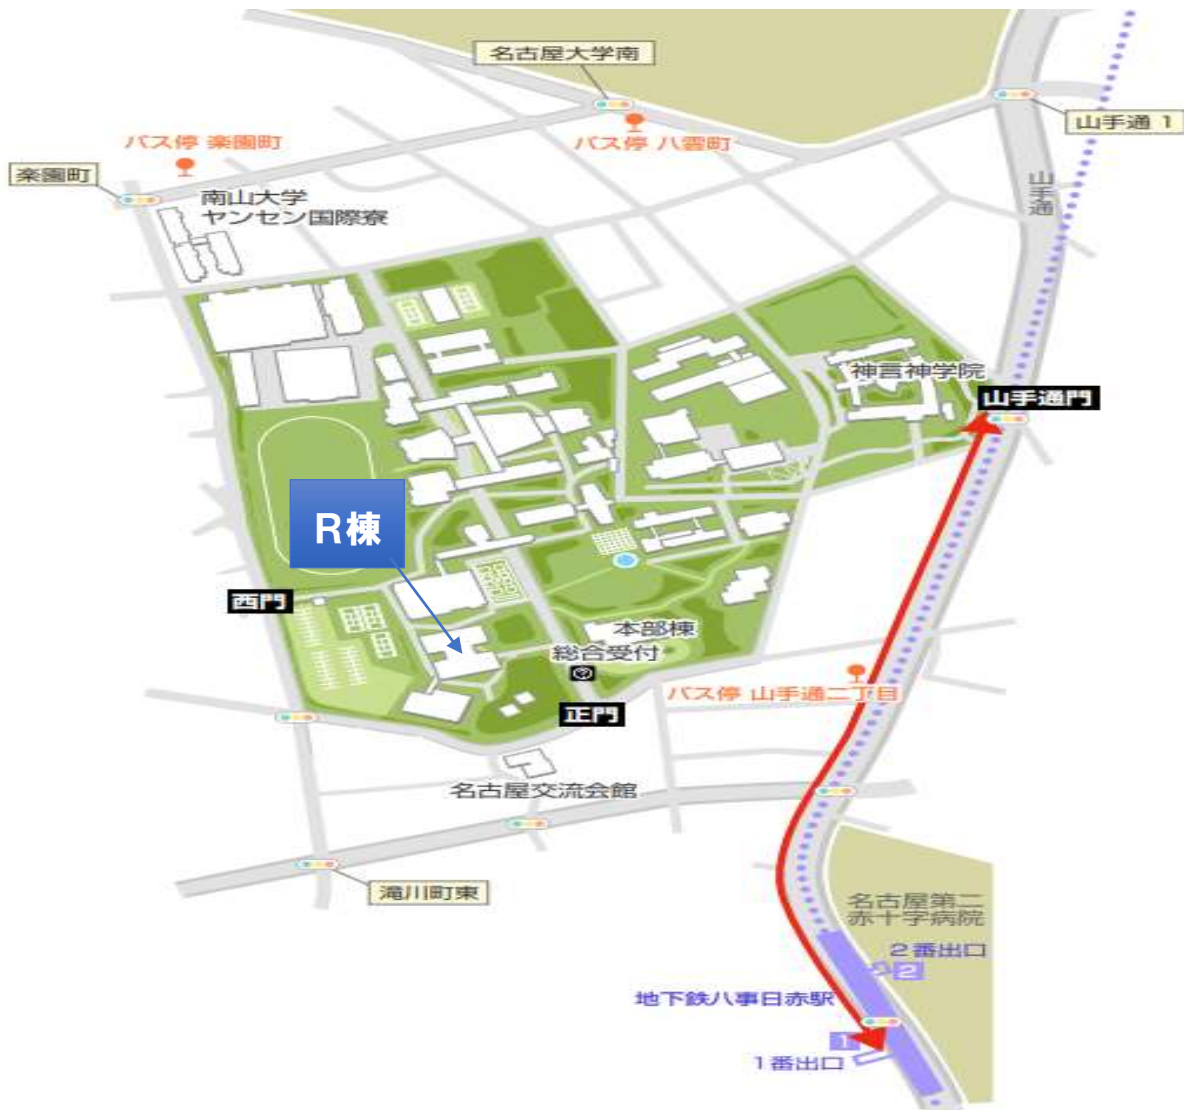 名古屋大学南
山手通 1
バス停 楽園町
バス停 八雲町
楽園町
南山大学
ヤンセン国際寮
山手通
神言神学院
山手通門
R棟
西門
本部棟
総合受付
正門
バス停 山手通二丁目
名古屋交流会館
滝川町東
名古屋第二
赤十字病院
2番出口
2
地下鉄八事日赤駅
1
1番出口